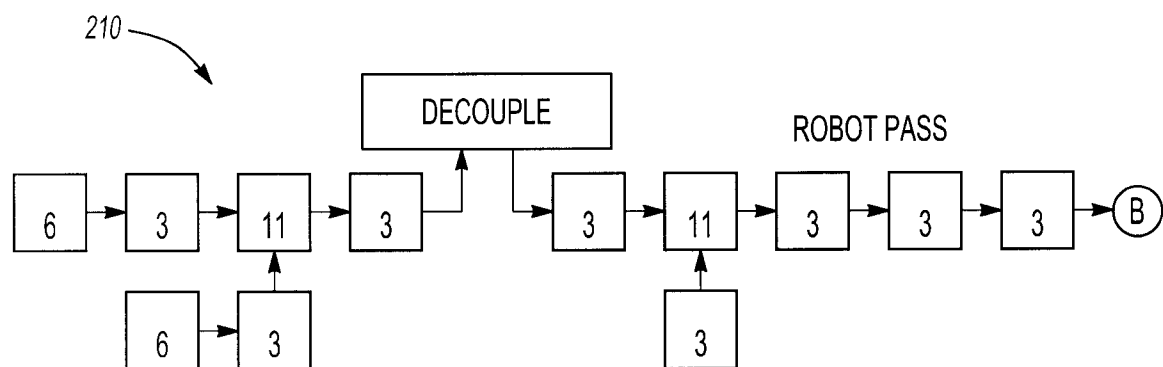 210
DECOUPLE
ROBOT PASS
6 3 11 3 3 11 3 3 3 B
6 3 3